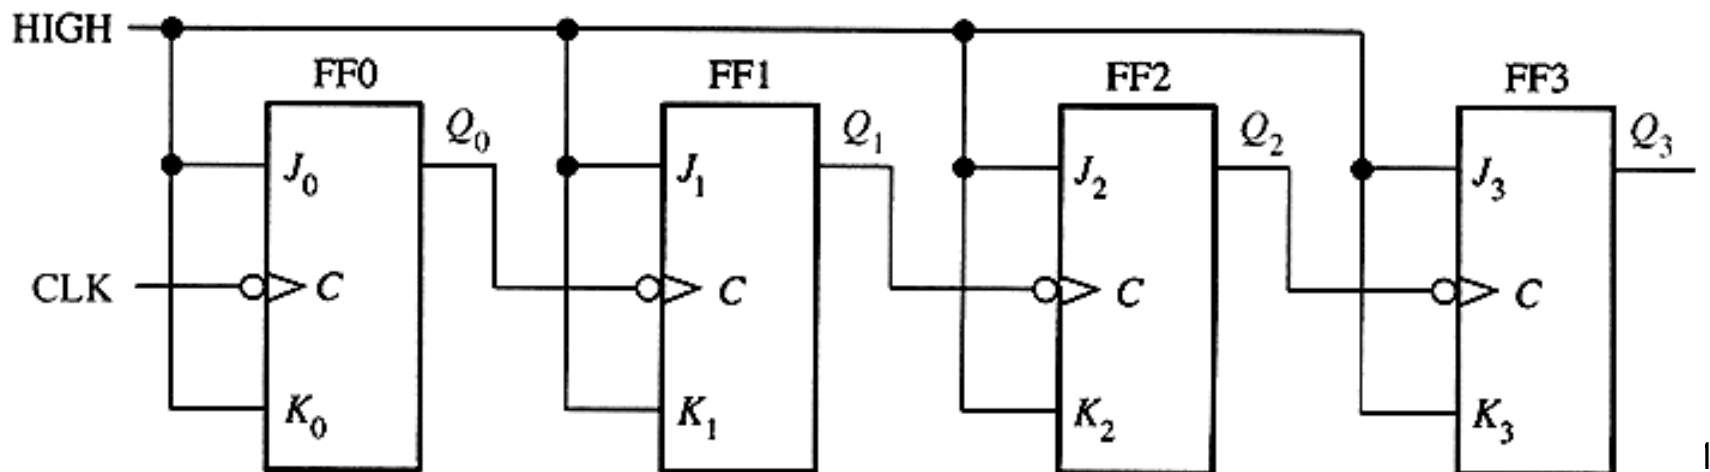 HIGH
FF0 FF1 FF2 FF3
Q0 Q1 Q2 Q3
J0 J1 J2 J3
CLK C C C C
K0 K1 K2 K3